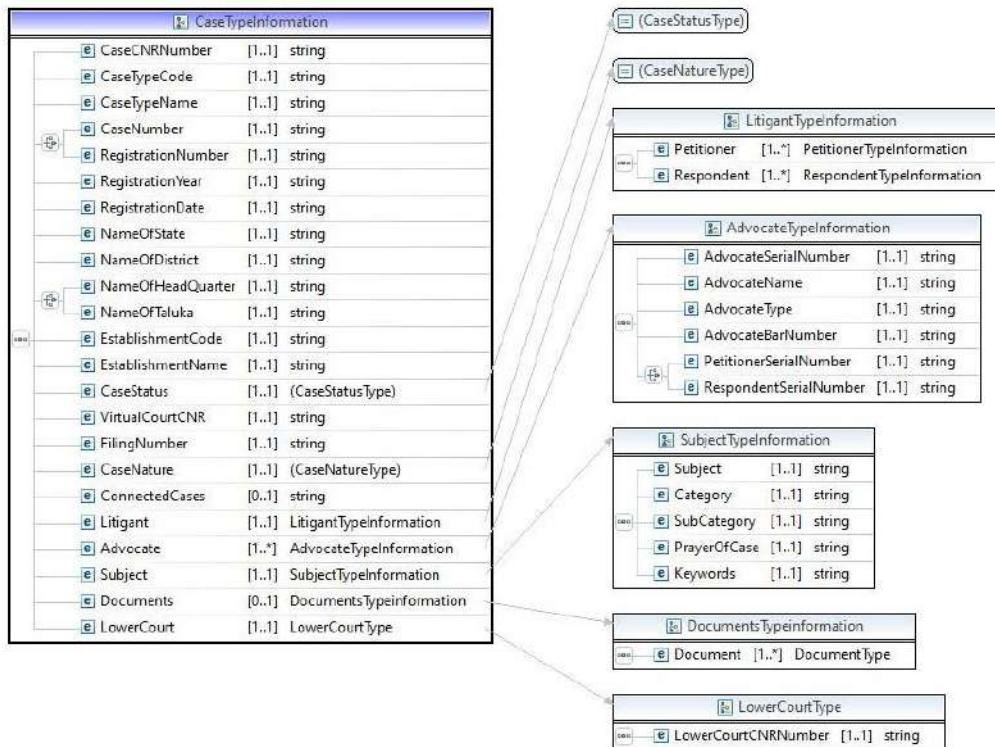 CaseTypeInformation
CaseCNRNumber [1..1] string
CaseTypeCode [1..1] string
CaseTypeName [1..1] string
CaseNumber [1..1] string
RegistrationNumber [1..1] string
RegistrationYear [1..1] string
RegistrationDate [1..1] string
NameOfState [1..1] string
NameOfDistrict [1..1] string
NameOfHeadQuarter [1..1] string
NameOfTaluka [1..1] string
EstablishmentCode [1..1] string
EstablishmentName [1..1] string
CaseStatus [1..1] (CaseStatusType)
VirtualCourtCNR [1..1] string
FilingNumber [1..1] string
CaseNature [1..1] (CaseNatureType)
ConnectedCases [0..1] string
Litigant [1..1] LitigantTypeInformation
Advocate [1..*] AdvocateTypeInformation
Subject [1..1] SubjectTypeInformation
Documents [0..1] DocumentsTypeinformation
LowerCourt [1..1] LowerCourtType
(CaseStatusType)
(CaseNatureType)
LitigantTypeInformation
Petitioner [1..*] PetitionerTypeInformation
Respondent [1..*] RespondentTypeInformation
AdvocateTypeInformation
AdvocateSerialNumber [1..1] string
AdvocateName [1..1] string
AdvocateType [1..1] string
AdvocateBarNumber [1..1] string
PetitionerSerialNumber [1..1] string
RespondentSerialNumber [1..1] string
SubjectTypeInformation
Subject [1..1] string
Category [1..1] string
SubCategory [1..1] string
PrayerOfCase [1..1] string
Keywords [1..1] string
DocumentsTypeinformation
Document [1..*] DocumentType
LowerCourtType
LowerCourtCNRNumber [1..1] string